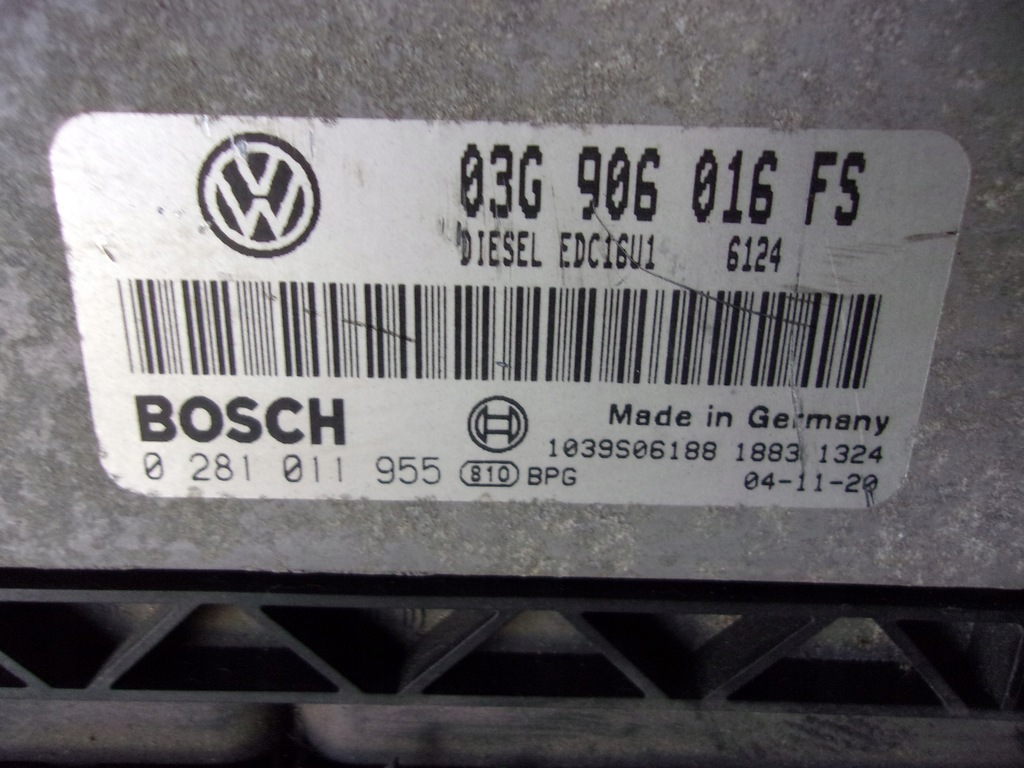 03G 906 016 FS
DIESEL EDC16U1 6124
BOSCH
Made in Germany
1039S06188 1883 1324
0 281 011 955 810 BPG
04-11-20